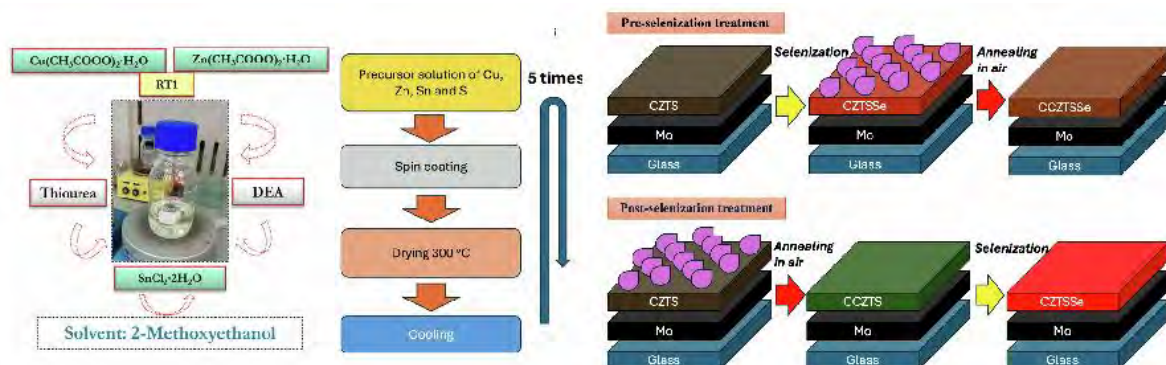 Cu(CH3COOO)2·H2O
Zn(CH3COOO)2·H2O
RT1
Thiourea
DEA
SnCl2·2H2O
Solvent: 2-Methoxyethanol
Precursor solution of Cu,
Zn, Sn and S
Spin coating
Drying 300 °C
Cooling
5 times
Pre-selenization treatment
CZTS
Mo
Glass
Selenization
CZTSSe
Mo
Glass
Annealing
in air
CCZTSSe
Mo
Glass
Post-selenization treatment
CZTS
Mo
Glass
Annealing
in air
CCZTS
Mo
Glass
Selenization
CZTSSe
Mo
Glass